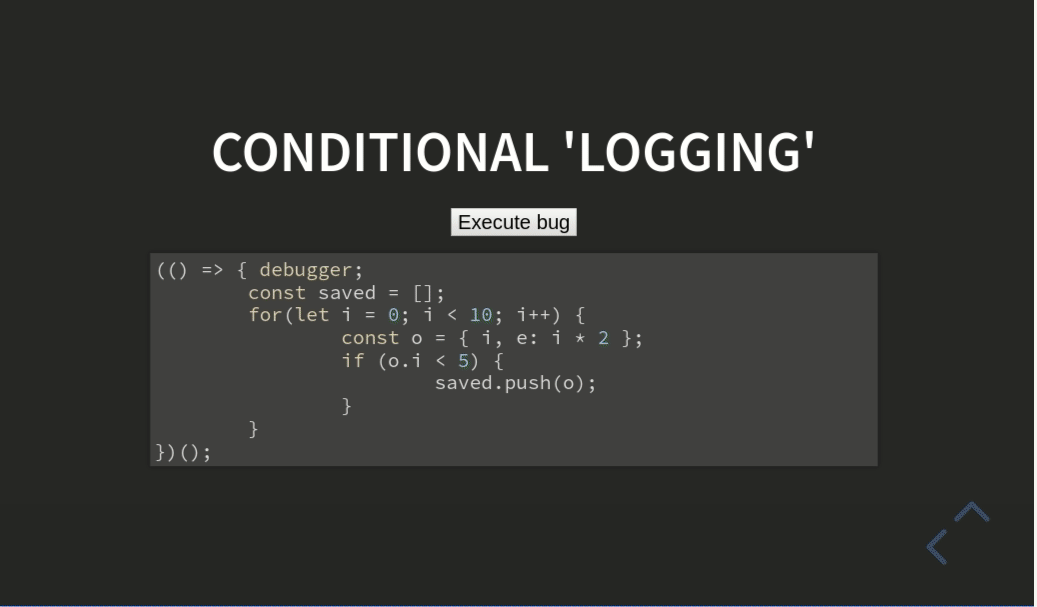 CONDITIONAL 'LOGGING'
Execute bug
(() => { debugger;
        const saved = [];
        for(let i = 0; i < 10; i++) {
                const o = { i, e: i * 2 };
                if (o.i < 5) {
                        saved.push(o);
                }
        }
})();